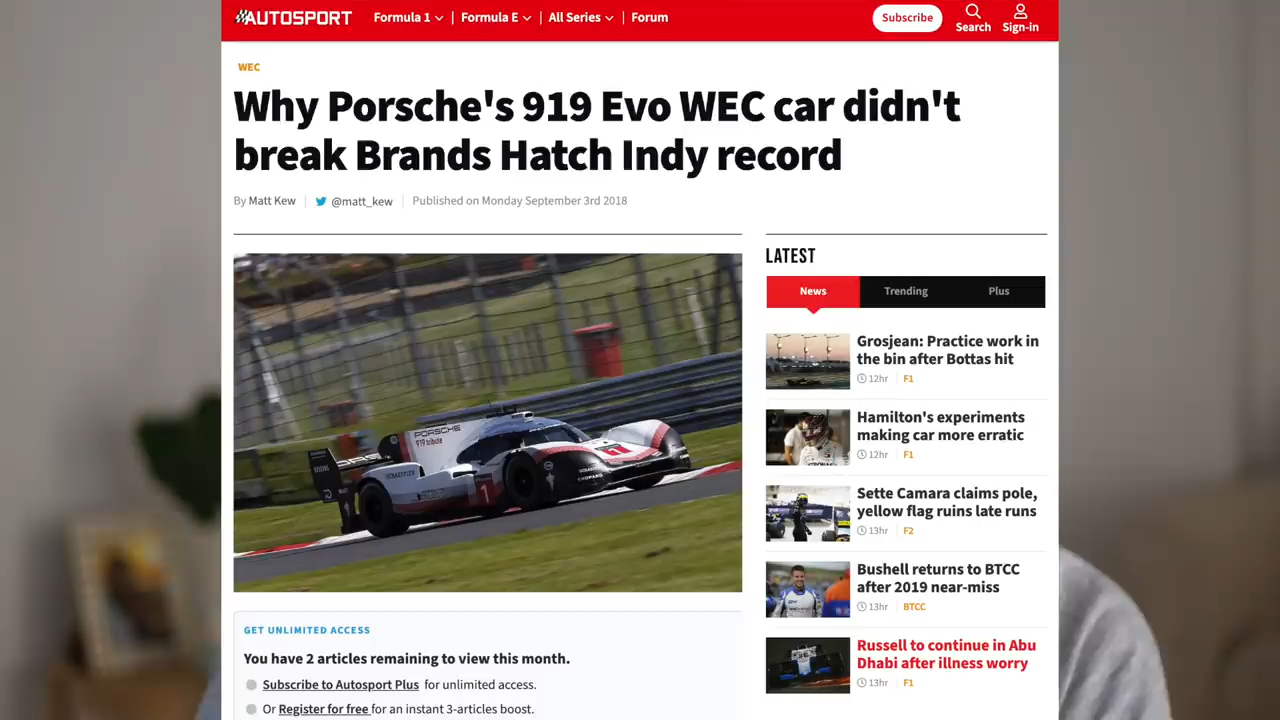 AUTOSPORT
Formula 1
Formula E
All Series
Forum
Subscribe
Search
Sign-in
WEC
Why Porsche's 919 Evo WEC car didn't
break Brands Hatch Indy record
By Matt Kew
@matt_kew
Published on Monday September 3rd 2018
PORSCHE
919 tribute
1
1
LATEST
News
Trending
Plus
Grosjean: Practice work in
the bin after Bottas hit
12hr
F1
Hamilton's experiments
making car more erratic
12hr
F1
Sette Camara claims pole,
yellow flag ruins late runs
13hr
F2
Bushell returns to BTCC
after 2019 near-miss
13hr
BTCC
Russell to continue in Abu
Dhabi after illness worry
13hr
F1
GET UNLIMITED ACCESS
You have 2 articles remaining to view this month.
Subscribe to Autosport Plus for unlimited access.
Or Register for free for an instant 3-articles boost.